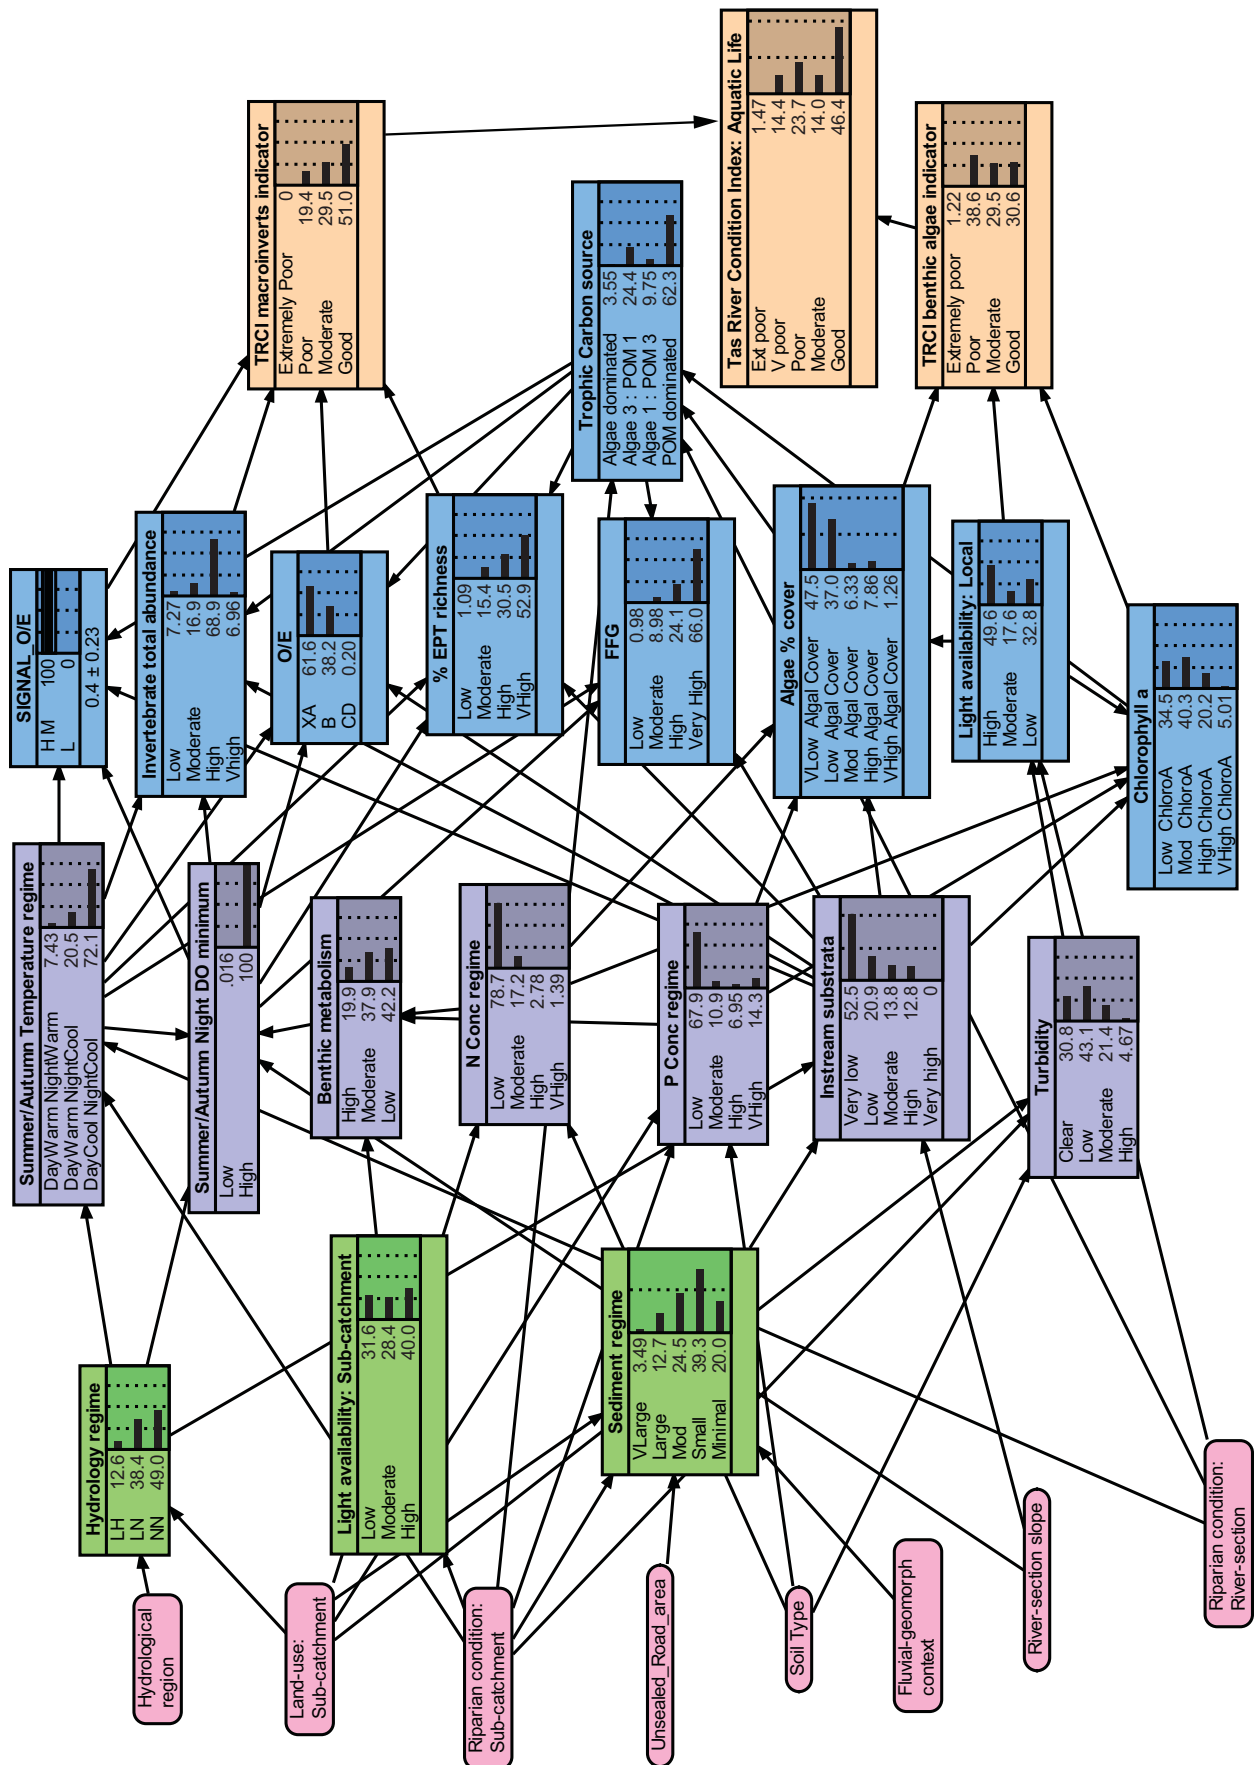 Hydrological
region
Land-use:
Sub-catchment
Riparian condition:
Sub-catchment
Unsealed_Road_area
Soil Type
Fluvial-geomorph
context
River-section slope
Riparian condition:
River-section
Hydrology regime
LH 12.6
LN 38.4
NN 49.0
Light availability: Sub-catchment
Low 31.6
Moderate 28.4
High 40.0
Sediment regime
VLarge 3.49
Large 12.7
Mod 24.5
Small 39.3
Minimal 20.0
Summer/Autumn Temperature regime
DayWarm NightWarm 7.43
DayWarm NightCool 20.5
DayCool NightCool 72.1
Summer/Autumn Night DO minimum
Low .016
High 100
Benthic metabolism
High 19.9
Moderate 37.9
Low 42.2
N Conc regime
Low 78.7
Moderate 17.2
High 2.78
VHigh 1.39
P Conc regime
Low 67.9
Moderate 10.9
High 6.95
VHigh 14.3
Instream substrata
Very low 52.5
Low 20.9
Moderate 13.8
High 12.8
Very high 0
Turbidity
Clear 30.8
Low 43.1
Moderate 21.4
High 4.67
SIGNAL_O/E
H M 100
L 0
0.4 ± 0.23
Invertebrate total abundance
Low 7.27
Moderate 16.9
High 68.9
Vhigh 6.96
O/E
XA 61.6
B 38.2
CD 0.20
% EPT richness
Low 1.09
Moderate 15.4
High 30.5
VHigh 52.9
FFG
Low 0.98
Moderate 8.98
High 24.1
Very High 66.0
Algae % cover
VLow Algal Cover 47.5
Low Algal Cover 37.0
Mod Algal Cover 6.33
High Algal Cover 7.86
VHigh Algal Cover 1.26
Light availability: Local
High 49.6
Moderate 17.6
Low 32.8
Chlorophyll a
Low ChloroA 34.5
Mod ChloroA 40.3
High ChloroA 20.2
VHigh ChloroA 5.01
Trophic Carbon source
Algae dominated 3.55
Algae 3 : POM 1 24.4
Algae 1 : POM 3 9.75
POM dominated 62.3
TRCI macroinverts indicator
Extremely Poor 0
Poor 19.4
Moderate 29.5
Good 51.0
Tas River Condition Index: Aquatic Life
Ext poor 1.47
V poor 14.4
Poor 23.7
Moderate 14.0
Good 46.4
TRCI benthic algae indicator
Extremely poor 1.22
Poor 38.6
Moderate 29.5
Good 30.6